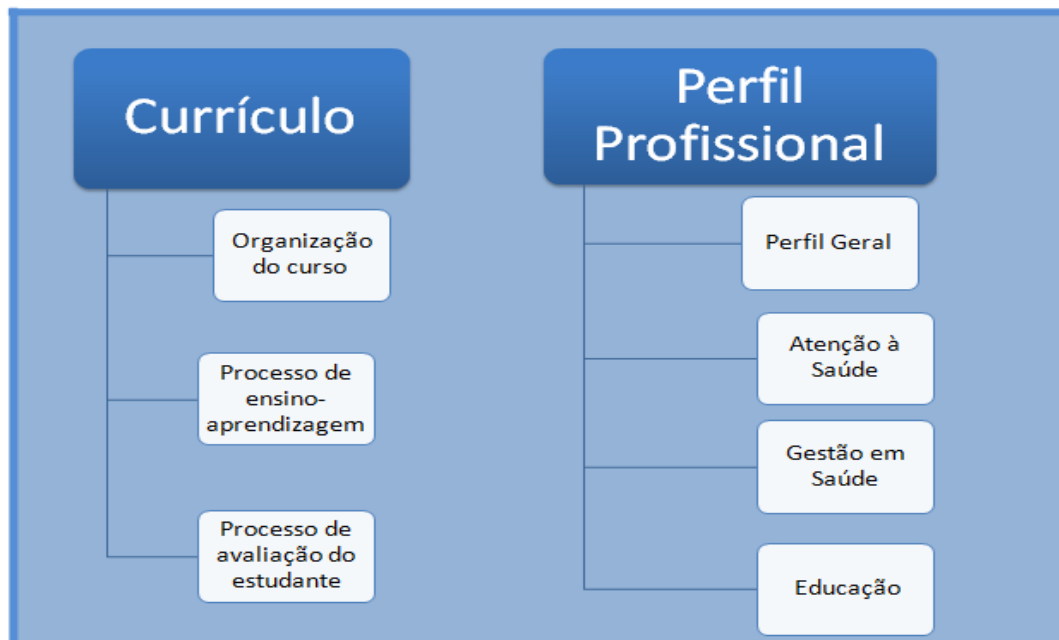 Currículo
Organização
do curso
Processo de
ensino-
aprendizagem
Processo de
avaliação do
estudante
Perfil
Profissional
Perfil Geral
Atenção à
Saúde
Gestão em
Saúde
Educação